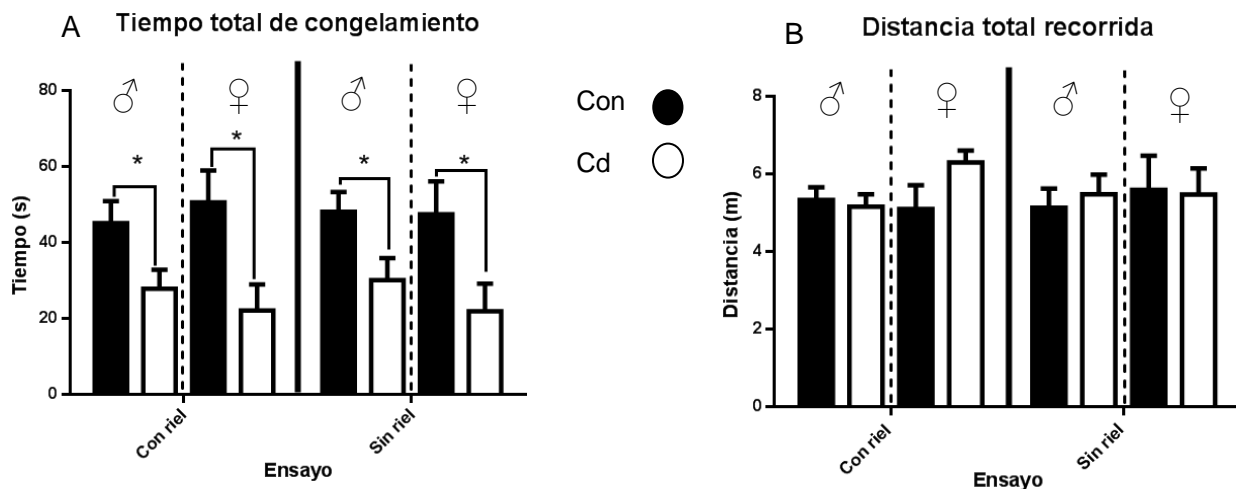 A
Tiempo total de congelamiento
♂ ♀ ♂ ♀
80
60
40
20
0
Tiempo (s)
* * * *
Con riel
Sin riel
Ensayo
Con
Cd
B
Distancia total recorrida
♂ ♀ ♂ ♀
8
6
4
2
0
Distancia (m)
Con riel
Sin riel
Ensayo